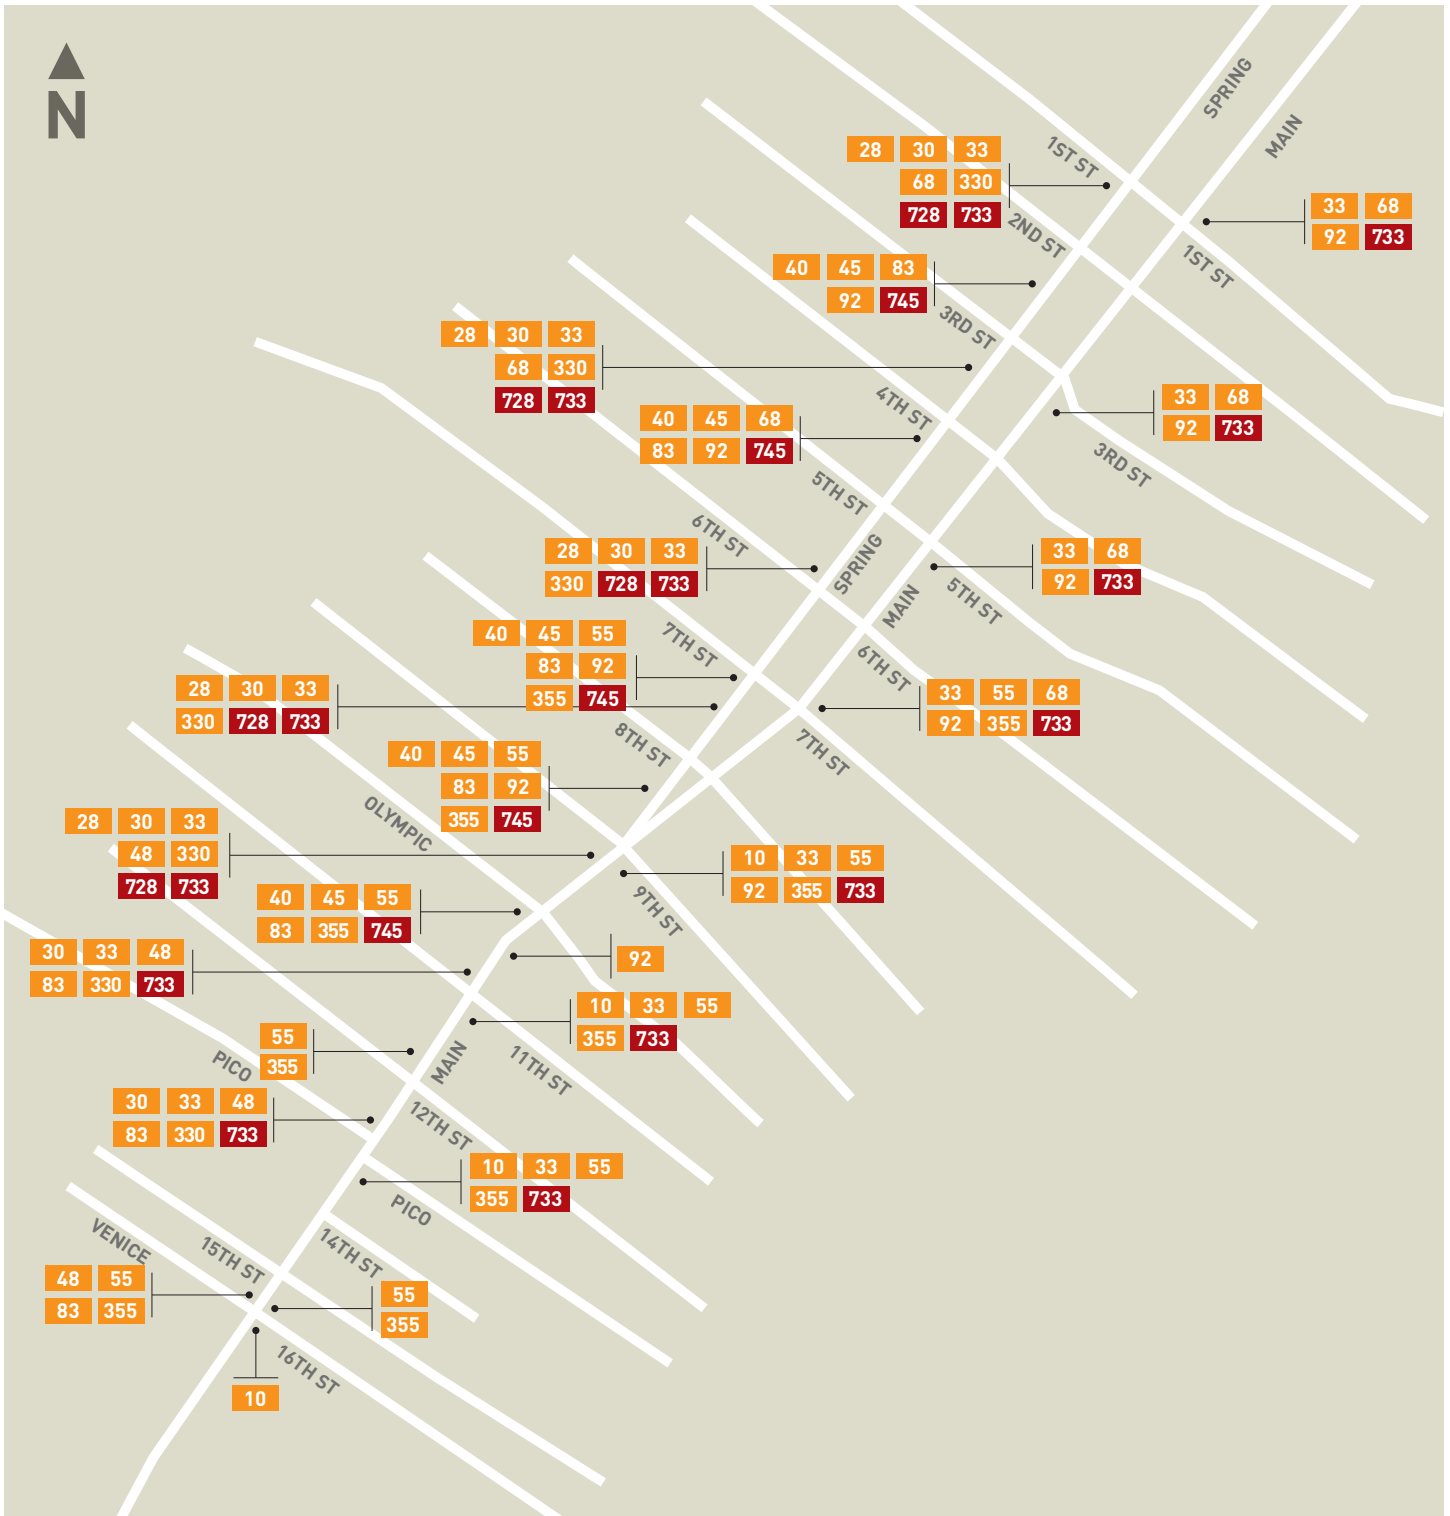 N
SPRING
MAIN
1ST ST
28 30 33
68 330
728 733
2ND ST
33 68
92 733
1ST ST
40 45 83
92 745
3RD ST
28 30 33
68 330
728 733
4TH ST
33 68
92 733
3RD ST
40 45 68
83 92 745
5TH ST
6TH ST
SPRING
28 30 33
330 728 733
33 68
92 733
MAIN
5TH ST
40 45 55
83 92
355 745
7TH ST
6TH ST
28 30 33
330 728 733
33 55 68
92 355 733
8TH ST
7TH ST
40 45 55
83 92
355 745
OLYMPIC
28 30 33
48 330
728 733
10 33 55
92 355 733
9TH ST
40 45 55
83 355 745
30 33 48
83 330 733
92
10 33 55
355 733
55
355
PICO
MAIN
11TH ST
30 33 48
83 330 733
12TH ST
10 33 55
355 733
PICO
VENICE
15TH ST
14TH ST
48 55
83 355
55
355
16TH ST
10